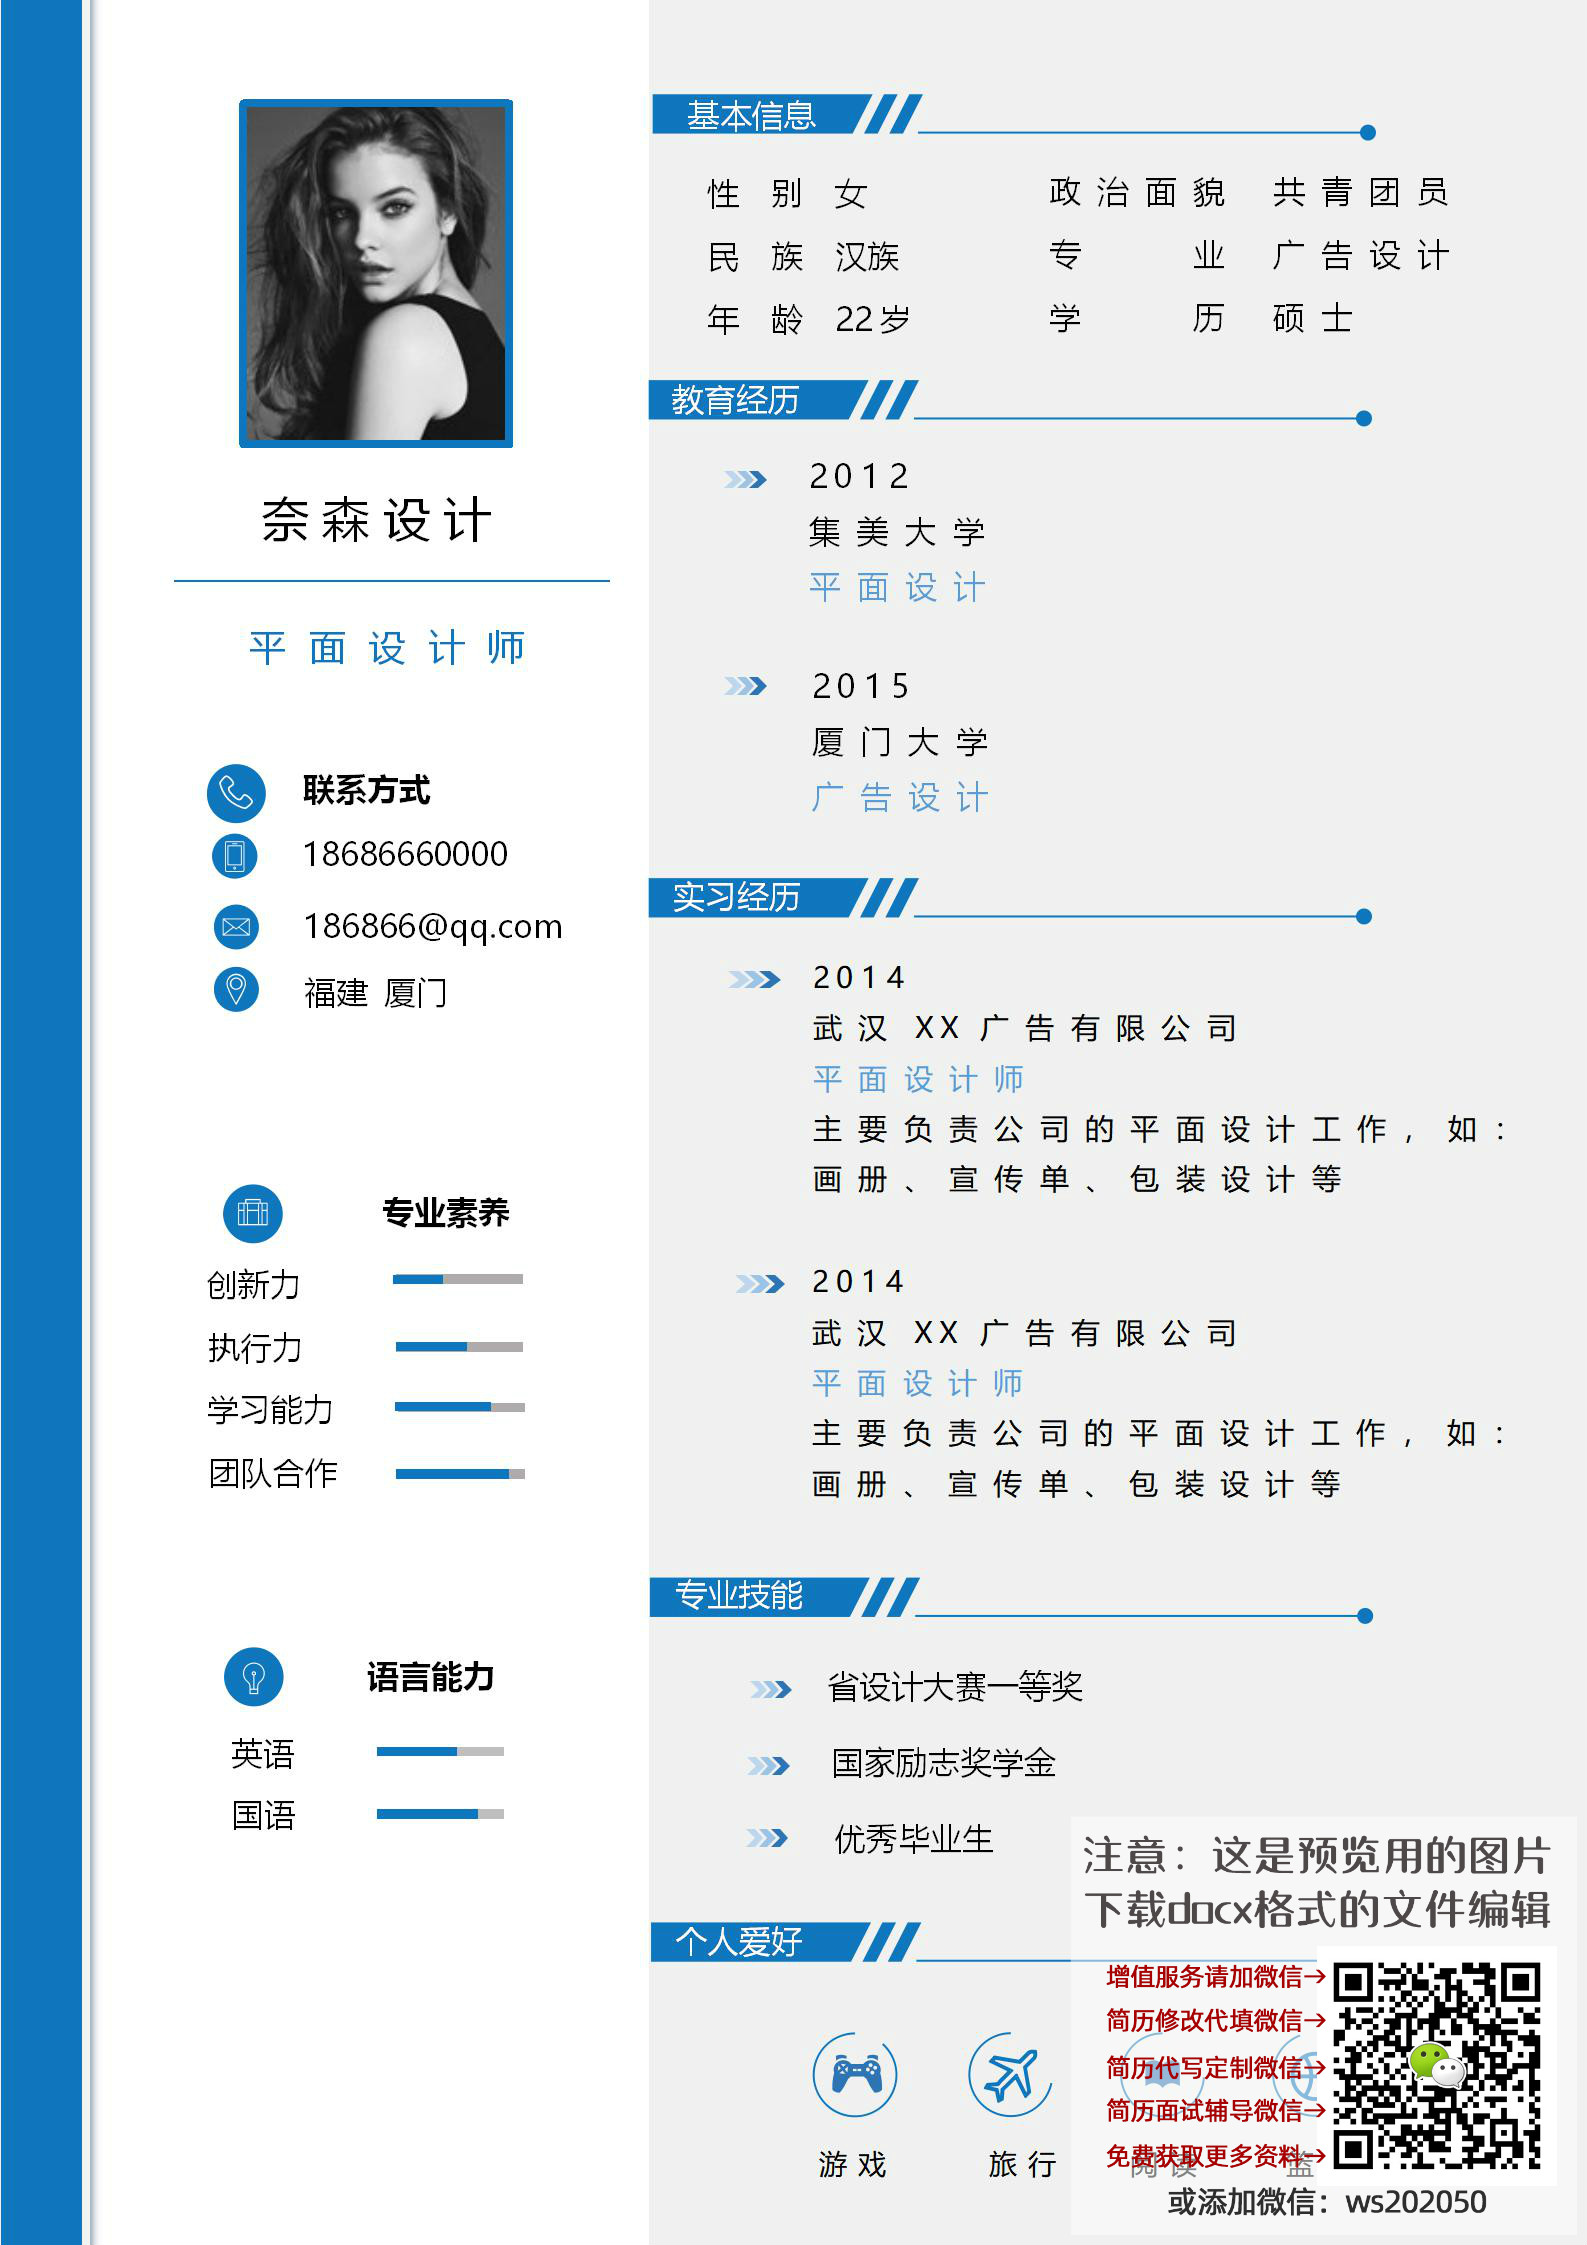 奈森设计
平面设计师
联系方式
18686660000
186866@qq.com
福建 厦门
专业素养
创新力
执行力
学习能力
团队合作
语言能力
英语
国语
基本信息
性 别 女 政治面貌 共青团员
民 族 汉族 专 业 广告设计
年 龄 22岁 学 历 硕士
教育经历
2012
集美大学
平面设计
2015
厦门大学
广告设计
实习经历
2014
武汉 XX 广告有限公司
平面设计师
主要负责公司的平面设计工作，如：
画册、宣传单、包装设计等
2014
武汉 XX 广告有限公司
平面设计师
主要负责公司的平面设计工作，如：
画册、宣传单、包装设计等
专业技能
省设计大赛一等奖
国家励志奖学金
优秀毕业生
个人爱好
游戏 旅行 阅读 篮
注意：这是预览用的图片
下载docx格式的文件编辑
增值服务请加微信→
简历修改代填微信→
简历代写定制微信→
简历面试辅导微信→
免费获取更多资料→
或添加微信：ws202050